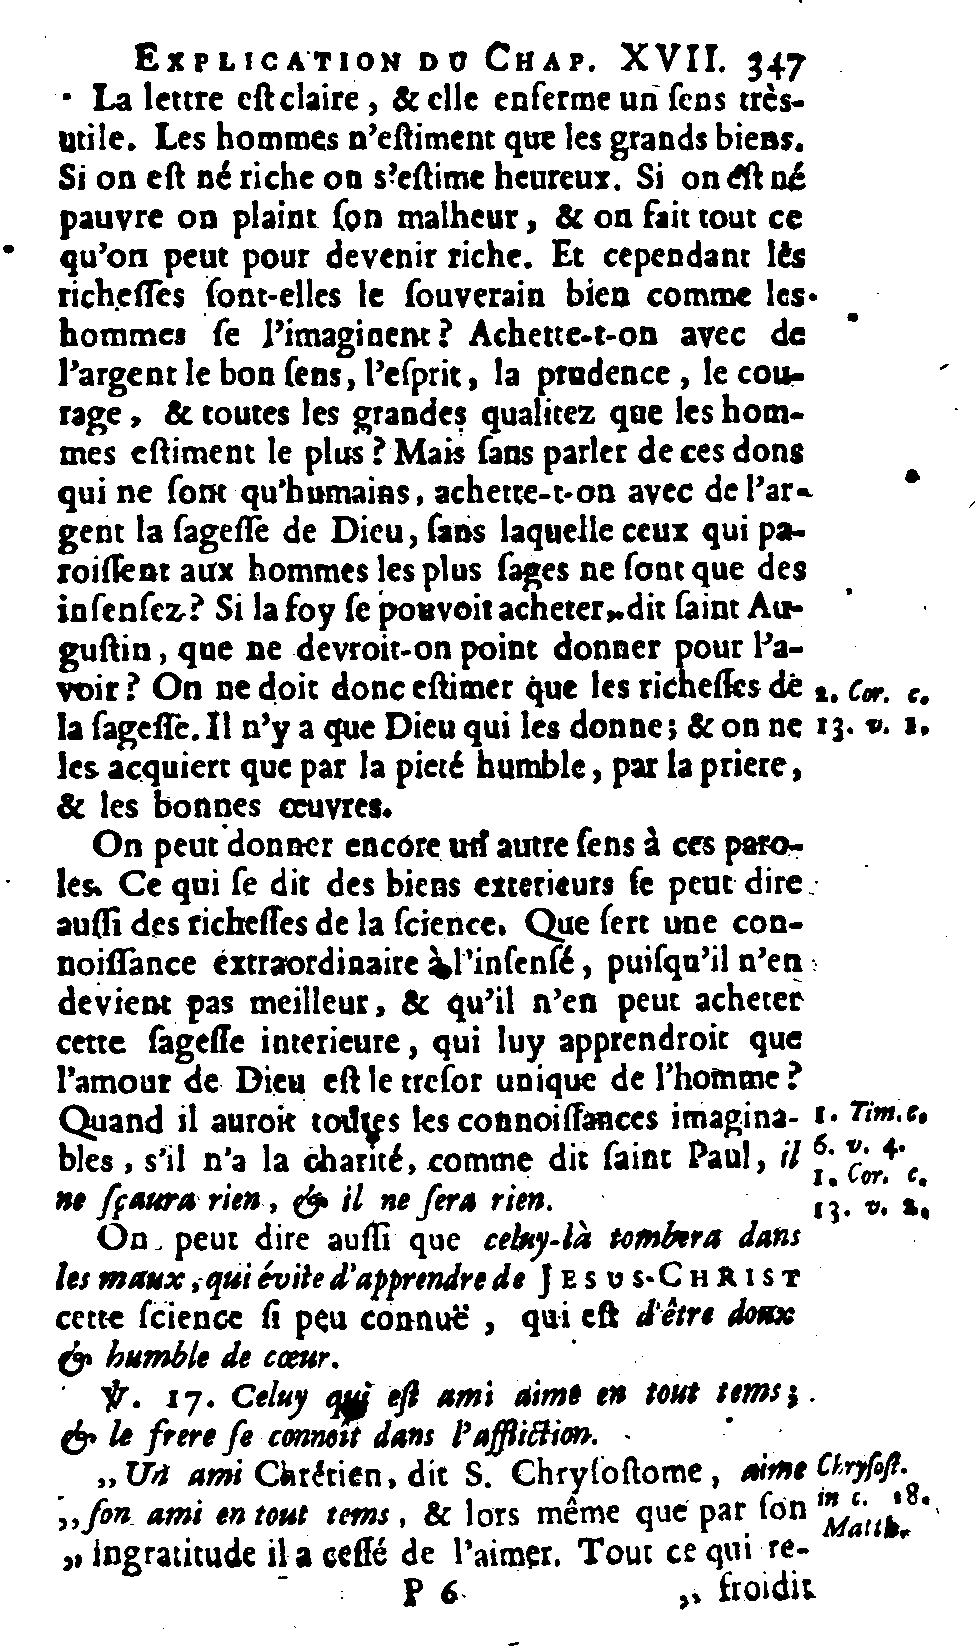 EXPLICATION DU CHAP. XVII. 347
La lettre eſt claire, & elle enferme un ſens très-
utile. Les hommes n'eſtiment que les grands biens.
Si on eſt né riche on s'eſtime heureux. Si on eſt né
pauvre on plaint ſon malheur, & on fait tout ce
qu'on peut pour devenir riche. Et cependant les
richeſſes ſont-elles le ſouverain bien comme les
hommes ſe l'imaginent? Achette-t-on avec de
l'argent le bon ſens, l'eſprit, la prudence, le cou-
rage, & toutes les grandes qualitez que les hom-
mes eſtiment le plus? Mais ſans parler de ces dons
qui ne ſont qu'humains, achette-t-on avec de l'ar-
gent la ſageſſe de Dieu, ſans laquelle ceux qui pa-
roiſſent aux hommes les plus ſages ne ſont que des
inſenſez? Si la foy ſe pouvoit acheter, dit ſaint Au-
guſtin, que ne devroit-on point donner pour l'a-
voir? On ne doit donc eſtimer que les richeſſes de
la ſageſſe. Il n'y a que Dieu qui les donne; & on ne
les acquiert que par la pieté humble, par la priere,
& les bonnes œuvres.
2. Cor. c.
13. v. 1.
On peut donner encore un autre ſens à ces paro-
les. Ce qui ſe dit des biens exterieurs ſe peut dire
auſſi des richeſſes de la ſcience. Que ſert une con-
noiſſance extraordinaire à l'inſenſé, puiſqu'il n'en
devient pas meilleur, & qu'il n'en peut acheter
cette ſageſſe interieure, qui luy apprendroit que
l'amour de Dieu eſt le treſor unique de l'homme?
Quand il auroit toutes les connoiſſances imagina-
bles, s'il n'a la charité, comme dit ſaint Paul, il
ne ſçaura rien, & il ne ſera rien.
1. Tim. c.
6. v. 4.
1. Cor. c.
13. v. 2.
On peut dire auſſi que celuy-là tombera dans
les maux, qui évite d'apprendre de JESUS-CHRIST
cette ſcience ſi peu connuë, qui eſt d'être doux
& humble de cœur.
℣. 17. Celuy qui eſt ami aime en tout tems;
& le frere ſe connoît dans l'affliction.
„Un ami Chrétien, dit S. Chryſoſtome, aime
„ſon ami en tout tems, & lors même que par ſon
„ingratitude il a ceſſé de l'aimer. Tout ce qui re-
Chryſoſt.
in c. 18.
Matth.
P 6
„froidit